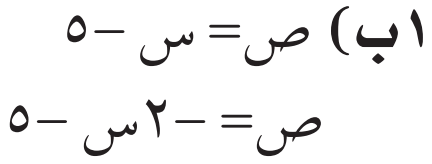 ١ب) ص = س − ٥
ص = − ٢س − ٥